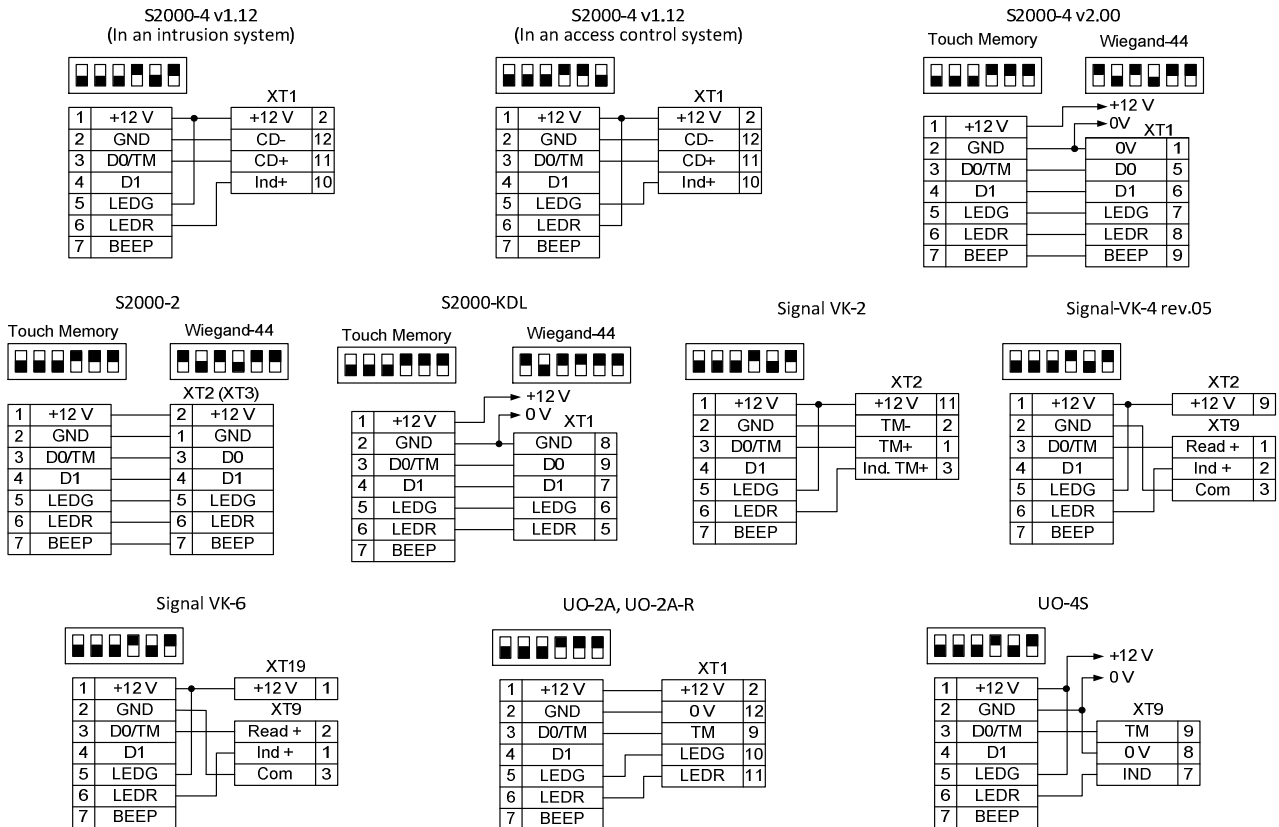 S2000-4 v1.12
(In an intrusion system)
XT1
1 +12 V +12 V 2
2 GND CD- 12
3 D0/TM CD+ 11
4 D1 Ind+ 10
5 LEDG
6 LEDR
7 BEEP
S2000-4 v1.12
(In an access control system)
XT1
1 +12 V +12 V 2
2 GND CD- 12
3 D0/TM CD+ 11
4 D1 Ind+ 10
5 LEDG
6 LEDR
7 BEEP
S2000-4 v2.00
Touch Memory Wiegand-44
+12 V
0V XT1
1 +12 V
2 GND 0V 1
3 D0/TM D0 5
4 D1 D1 6
5 LEDG LEDG 7
6 LEDR LEDR 8
7 BEEP BEEP 9
S2000-2
Touch Memory Wiegand-44
XT2 (XT3)
1 +12 V 2 +12 V
2 GND 1 GND
3 D0/TM 3 D0
4 D1 4 D1
5 LEDG 5 LEDG
6 LEDR 6 LEDR
7 BEEP 7 BEEP
S2000-KDL
Touch Memory Wiegand-44
+12 V
0 V XT1
1 +12 V
2 GND GND 8
3 D0/TM D0 9
4 D1 D1 7
5 LEDG LEDG 6
6 LEDR LEDR 5
7 BEEP
Signal VK-2
XT2
1 +12 V +12 V 11
2 GND TM- 2
3 D0/TM TM+ 1
4 D1 Ind. TM+ 3
5 LEDG
6 LEDR
7 BEEP
Signal-VK-4 rev.05
XT2
1 +12 V +12 V 9
2 GND XT9
3 D0/TM Read + 1
4 D1 Ind + 2
5 LEDG Com 3
6 LEDR
7 BEEP
Signal VK-6
XT19
1 +12 V +12 V 1
2 GND XT9
3 D0/TM Read + 2
4 D1 Ind + 1
5 LEDG Com 3
6 LEDR
7 BEEP
UO-2A, UO-2A-R
XT1
1 +12 V +12 V 2
2 GND 0 V 12
3 D0/TM TM 9
4 D1 LEDG 10
5 LEDG LEDR 11
6 LEDR
7 BEEP
UO-4S
+12 V
0 V
1 +12 V
2 GND XT9
3 D0/TM TM 9
4 D1 0 V 8
5 LEDG IND 7
6 LEDR
7 BEEP